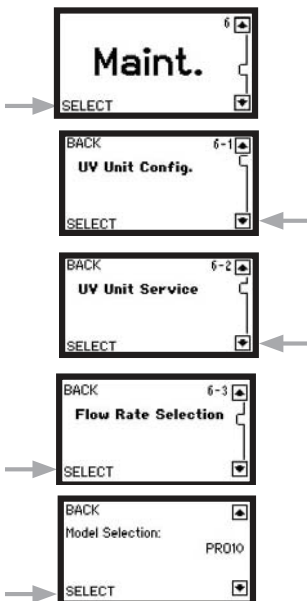 6
Maint.
SELECT
BACK 6-1
UV Unit Config.
SELECT
BACK 6-2
UV Unit Service
SELECT
BACK 6-3
Flow Rate Selection
SELECT
BACK
Model Selection:
PRO10
SELECT